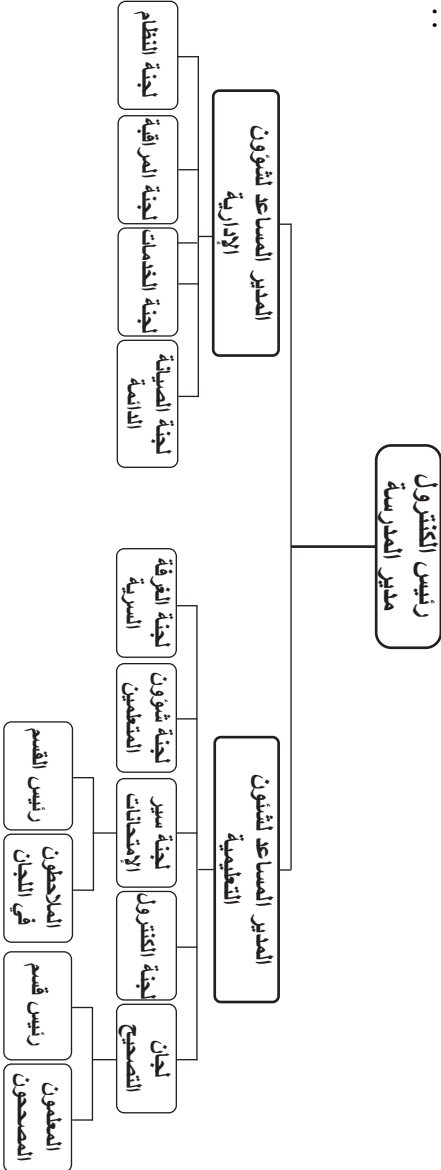 :
رئيس الكنترول
مدير المدرسة
المدير المساعد لشؤون
الإدارية
المدير المساعد لشئون
التعليمية
لجنة النظام
لجنة المراقبة
لجنة الخدمات
لجنة الصيانة
الدائمة
لجنة الغرفة
السرية
لجنة شؤون
المتعلمين
لجنة سير
الإمتحانات
لجنة الكنترول
لجان
التصحيح
رئيس القسم
الملاحظون
في اللجان
رئيس قسم
المعلمون
المصححون